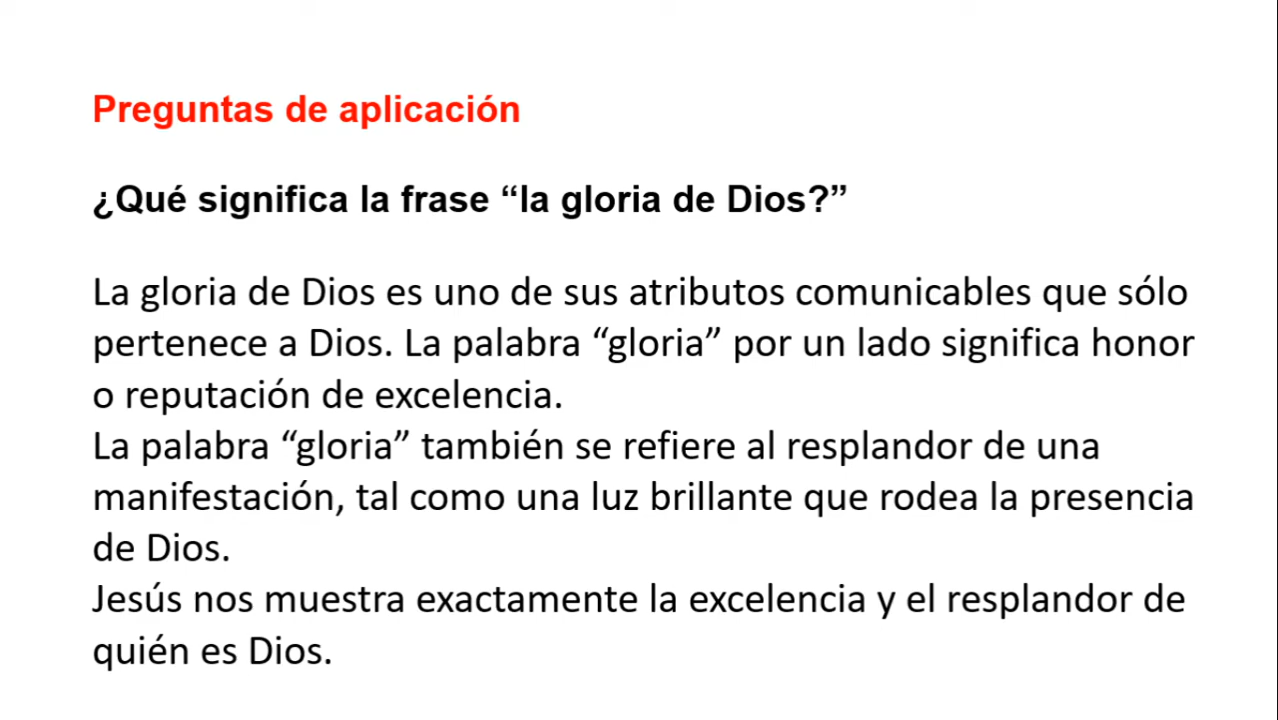 Preguntas de aplicación
¿Qué significa la frase “la gloria de Dios?”
La gloria de Dios es uno de sus atributos comunicables que sólo
pertenece a Dios. La palabra “gloria” por un lado significa honor
o reputación de excelencia.
La palabra “gloria” también se refiere al resplandor de una
manifestación, tal como una luz brillante que rodea la presencia
de Dios.
Jesús nos muestra exactamente la excelencia y el resplandor de
quién es Dios.